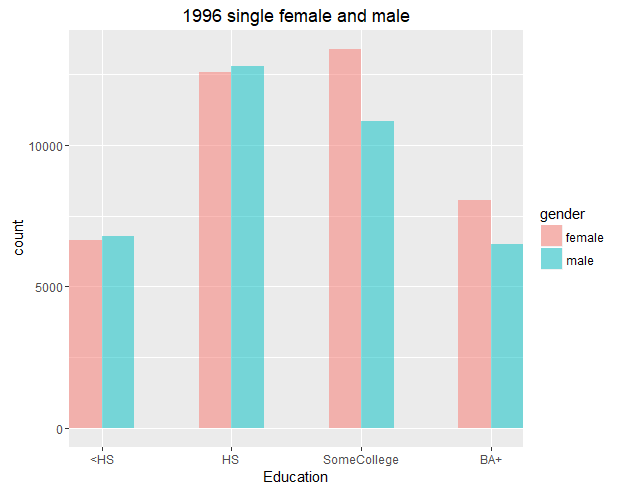 1996 single female and male
count
10000
5000
0
<HS
HS
SomeCollege
BA+
Education
gender
female
male